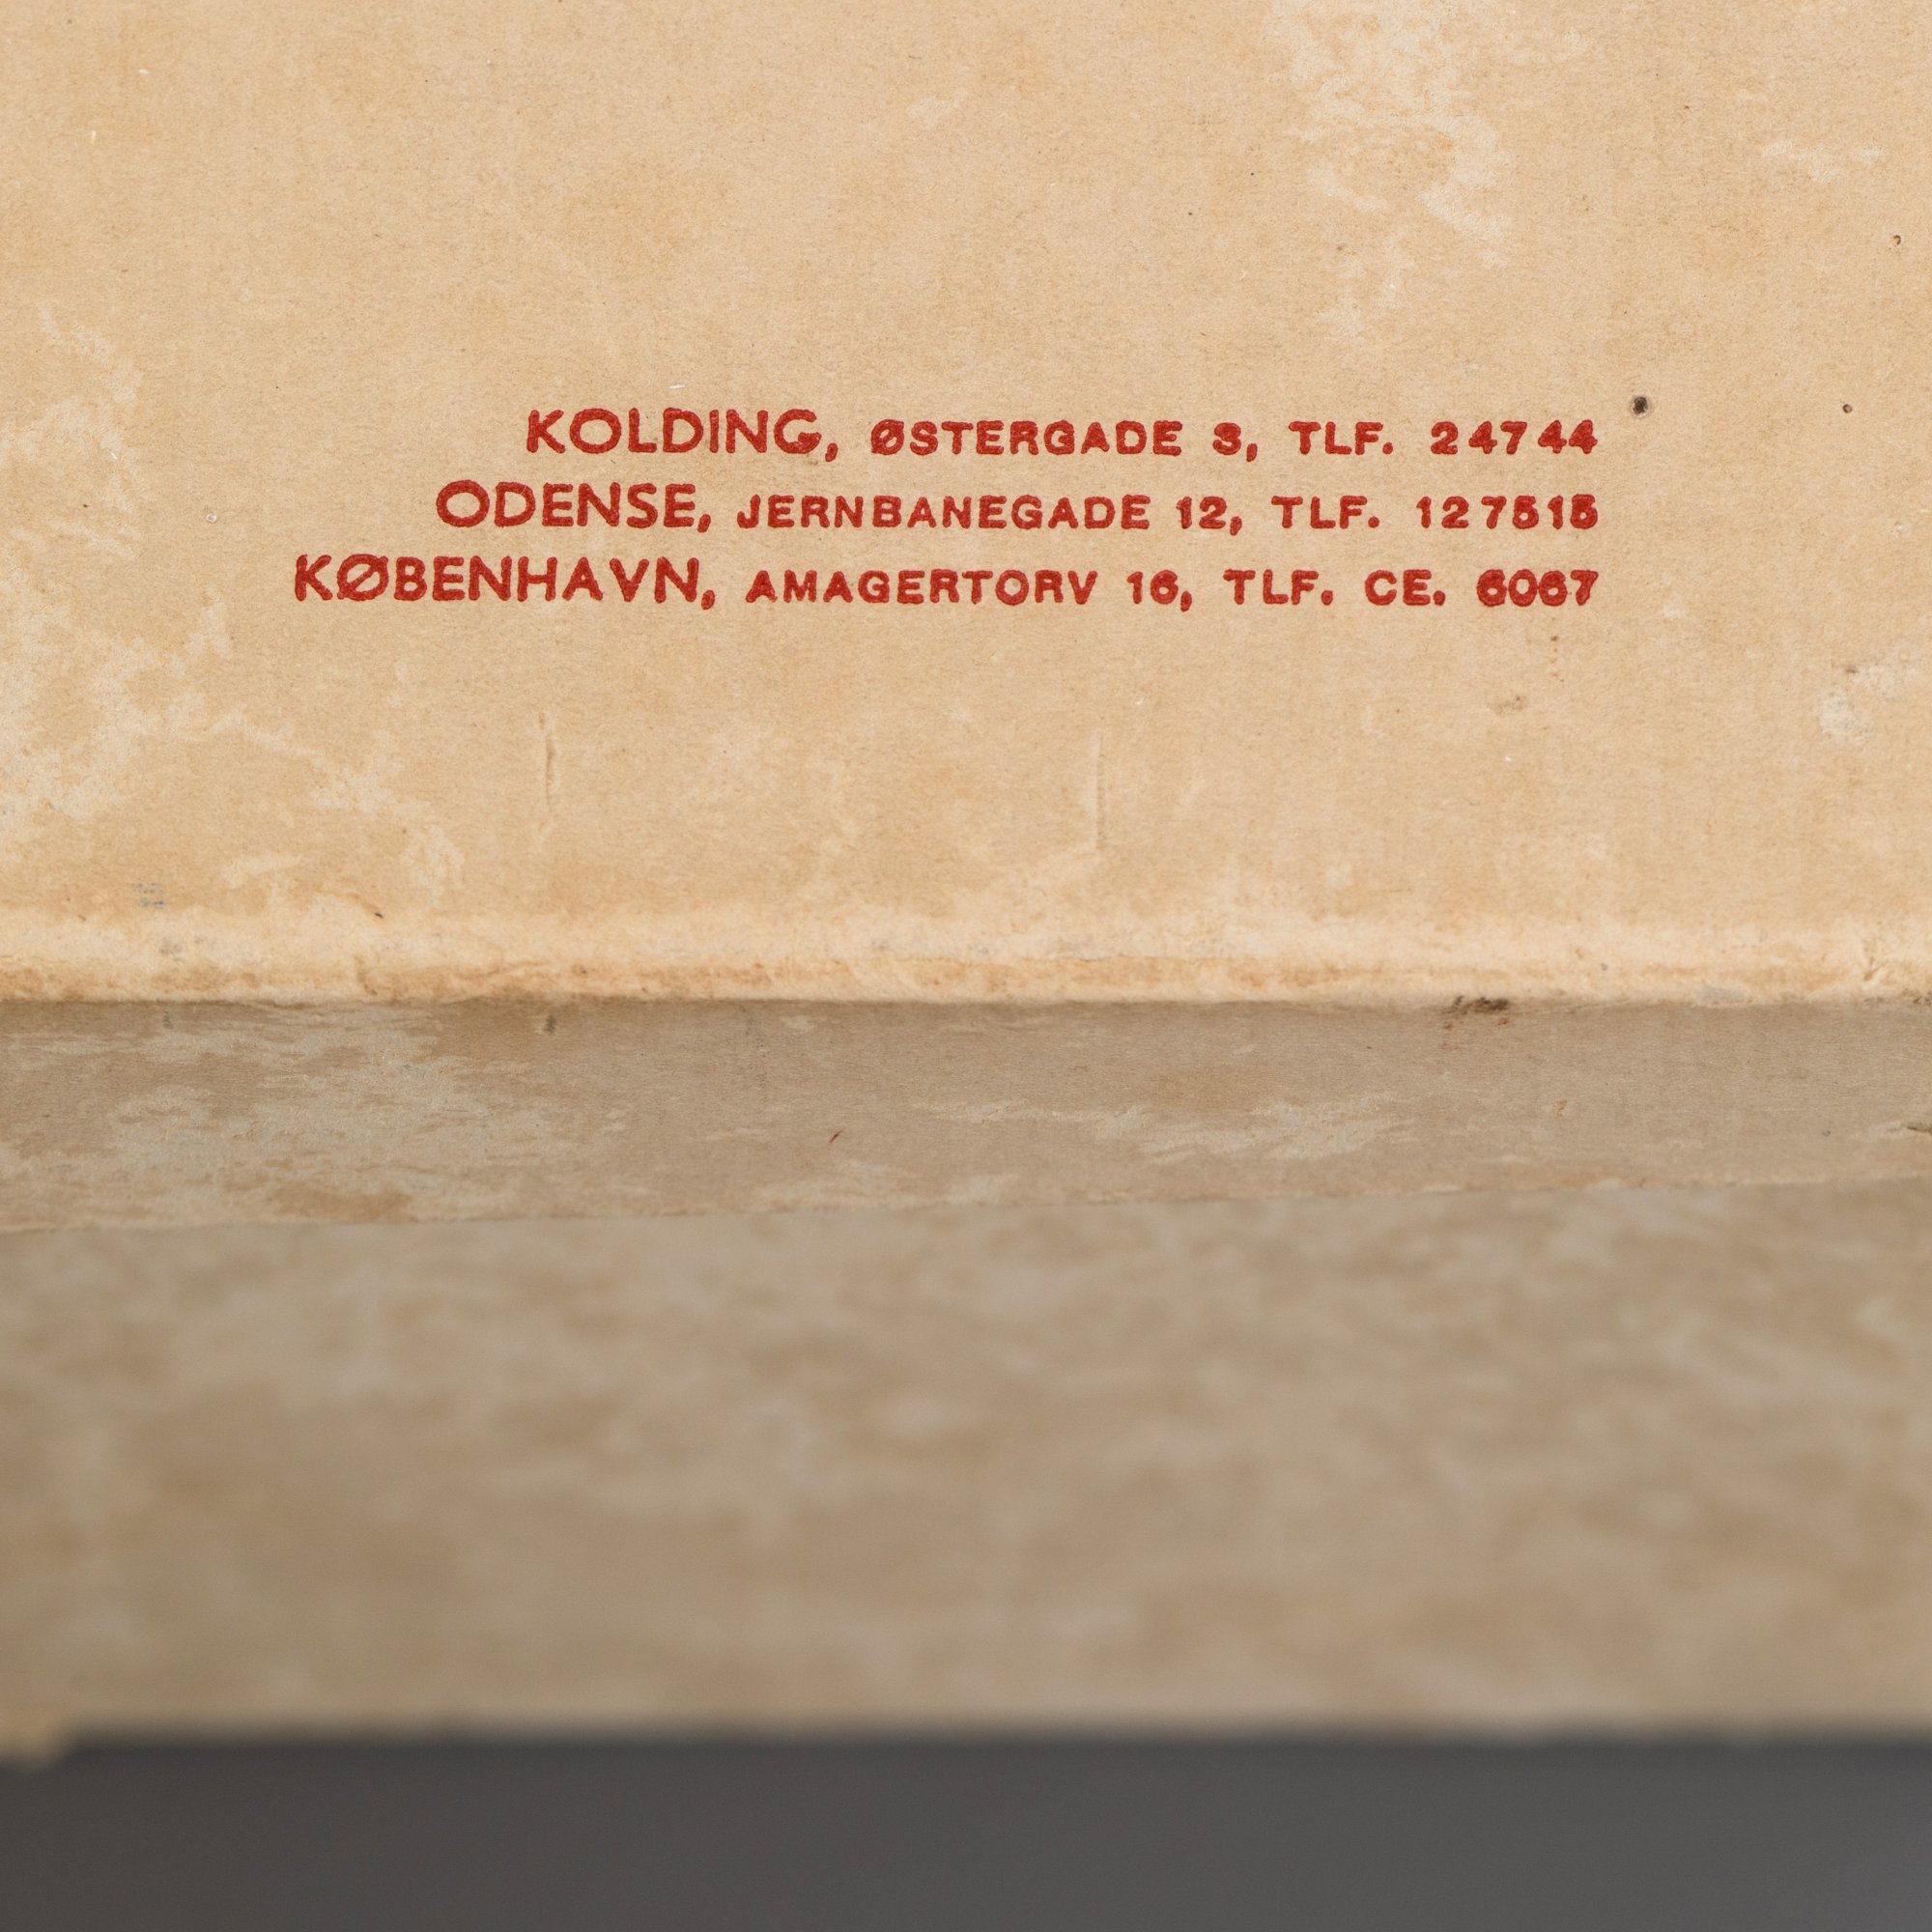 KOLDING, ØSTERGADE 3, TLF. 24744
ODENSE, JERNBANEGADE 12, TLF. 127515
KØBENHAVN, AMAGERTORV 16, TLF. CE. 6067